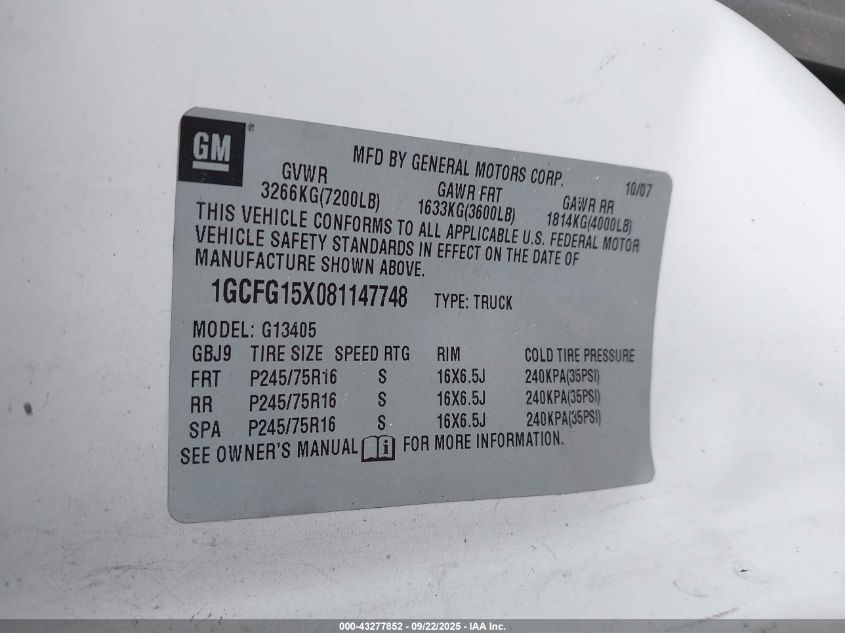 GM ®
MFD BY GENERAL MOTORS CORP. 10/07
GVWR GAWR FRT GAWR RR
3266KG(7200LB) 1633KG(3600LB) 1814KG(4000LB)
THIS VEHICLE CONFORMS TO ALL APPLICABLE U.S. FEDERAL MOTOR
VEHICLE SAFETY STANDARDS IN EFFECT ON THE DATE OF
MANUFACTURE SHOWN ABOVE.
1GCFG15X081147748 TYPE: TRUCK
MODEL: G13405
GBJ9 TIRE SIZE SPEED RTG RIM COLD TIRE PRESSURE
FRT P245/75R16 S 16X6.5J 240KPA(35PSI)
RR P245/75R16 S 16X6.5J 240KPA(35PSI)
SPA P245/75R16 S 16X6.5J 240KPA(35PSI)
SEE OWNER'S MANUAL i FOR MORE INFORMATION.
000-43277852 - 09/22/2025 - IAA Inc.